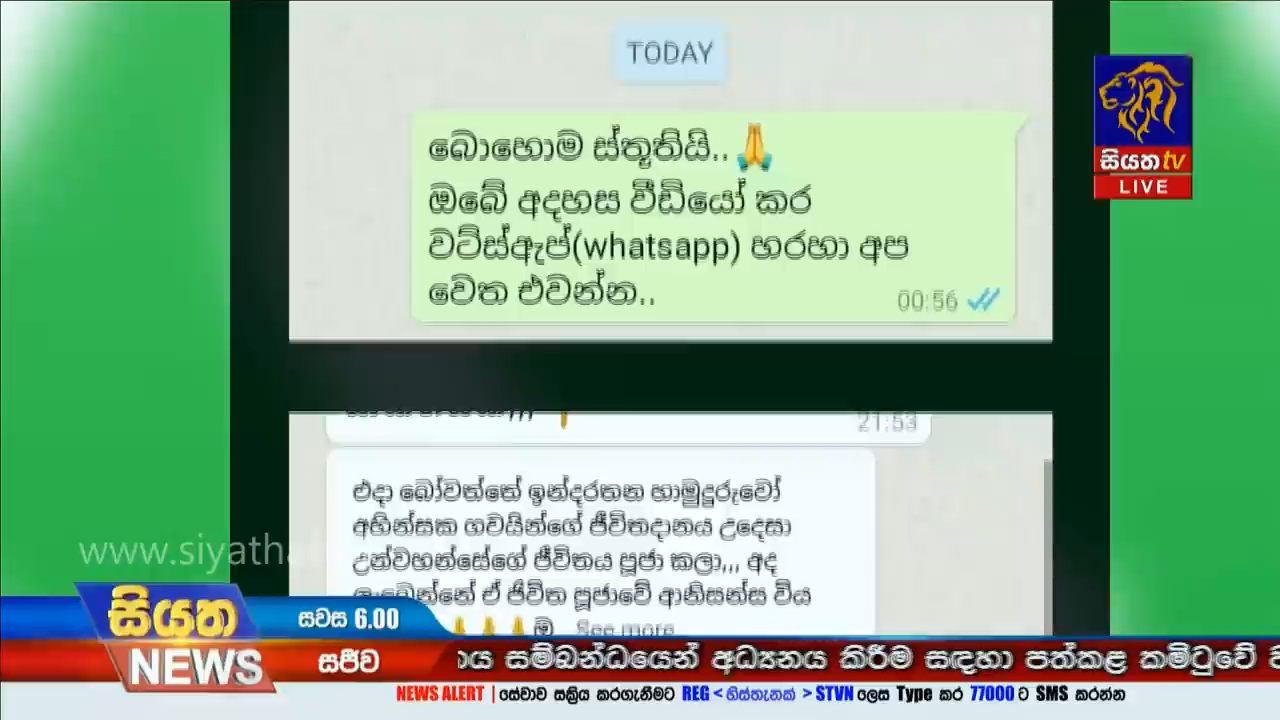 TODAY
සියත tv
LIVE
බොහොම ස්තූතියි..🙏
ඔබේ අදහස වීඩියෝ කර
වට්ස්ඇප්(whatsapp) හරහා අප
වෙත එවන්න..
00:56
21:53
එදා බෝවත්තේ ඉන්දරතන හාමුදුරුවෝ
අහින්සක ගවයින්ගේ ජීවිතදානය උදෙසා
උන්වහන්සේගේ ජීවිතය පූජා කලා,,, අද
ඒ ජීවිත පූජාවේ ආනිසන්ස විය
🙏🙏🙏ඕ See more
www.siyatha
සියත
NEWS
සවස 6.00
සජීව
සම්බන්ධයෙන් අධ්‍යනය කිරීම සඳහා පත්කළ කමිටුවේ
NEWS ALERT | සේවාව සක්‍රිය කරගැනීමට REG < හිස්තැනක් > STVN ලෙස Type කර 77000 ට SMS කරන්න